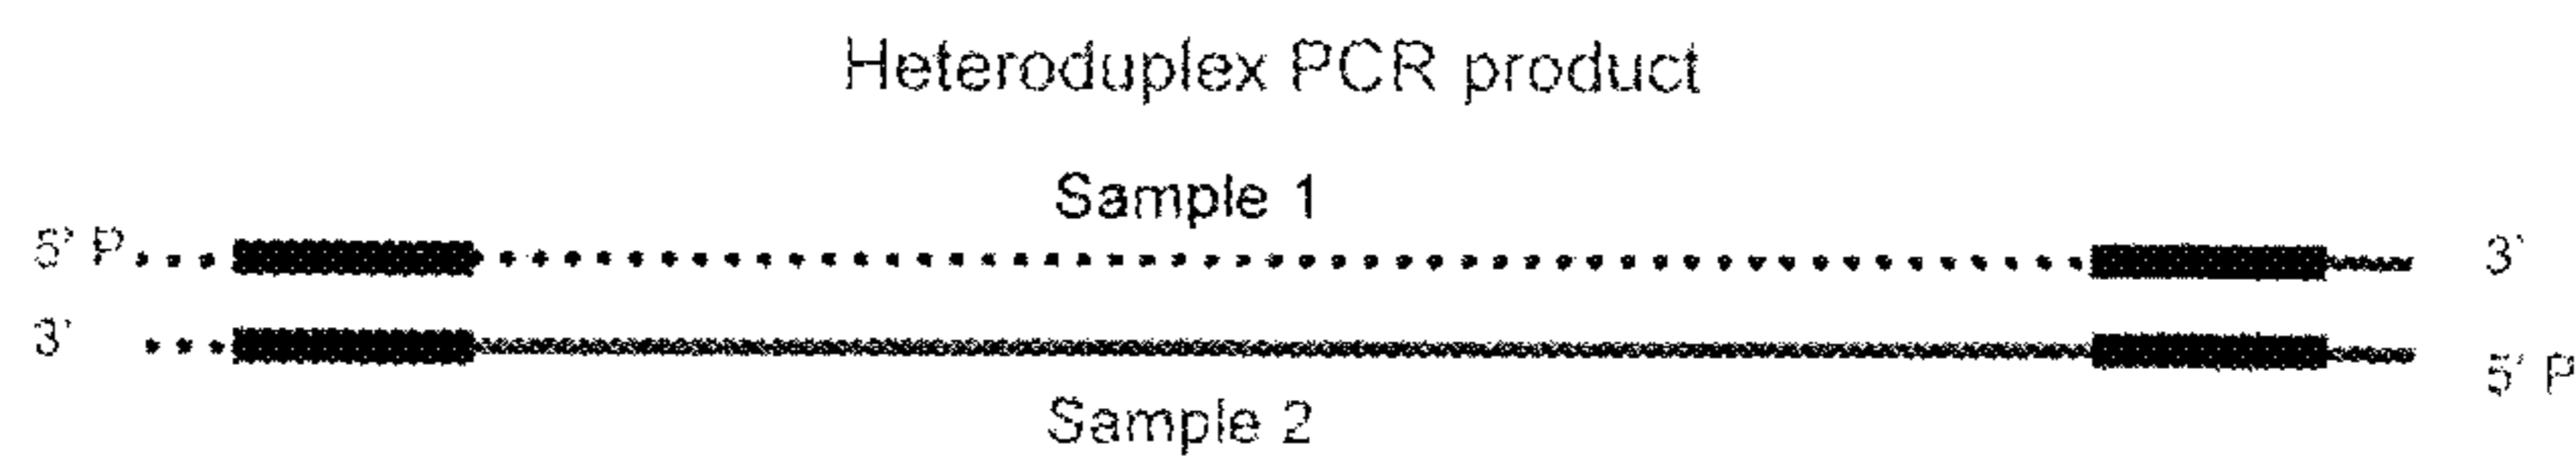 Heteroduplex PCR product
Sample 1
5' P 3'
3' 5' P
Sample 2